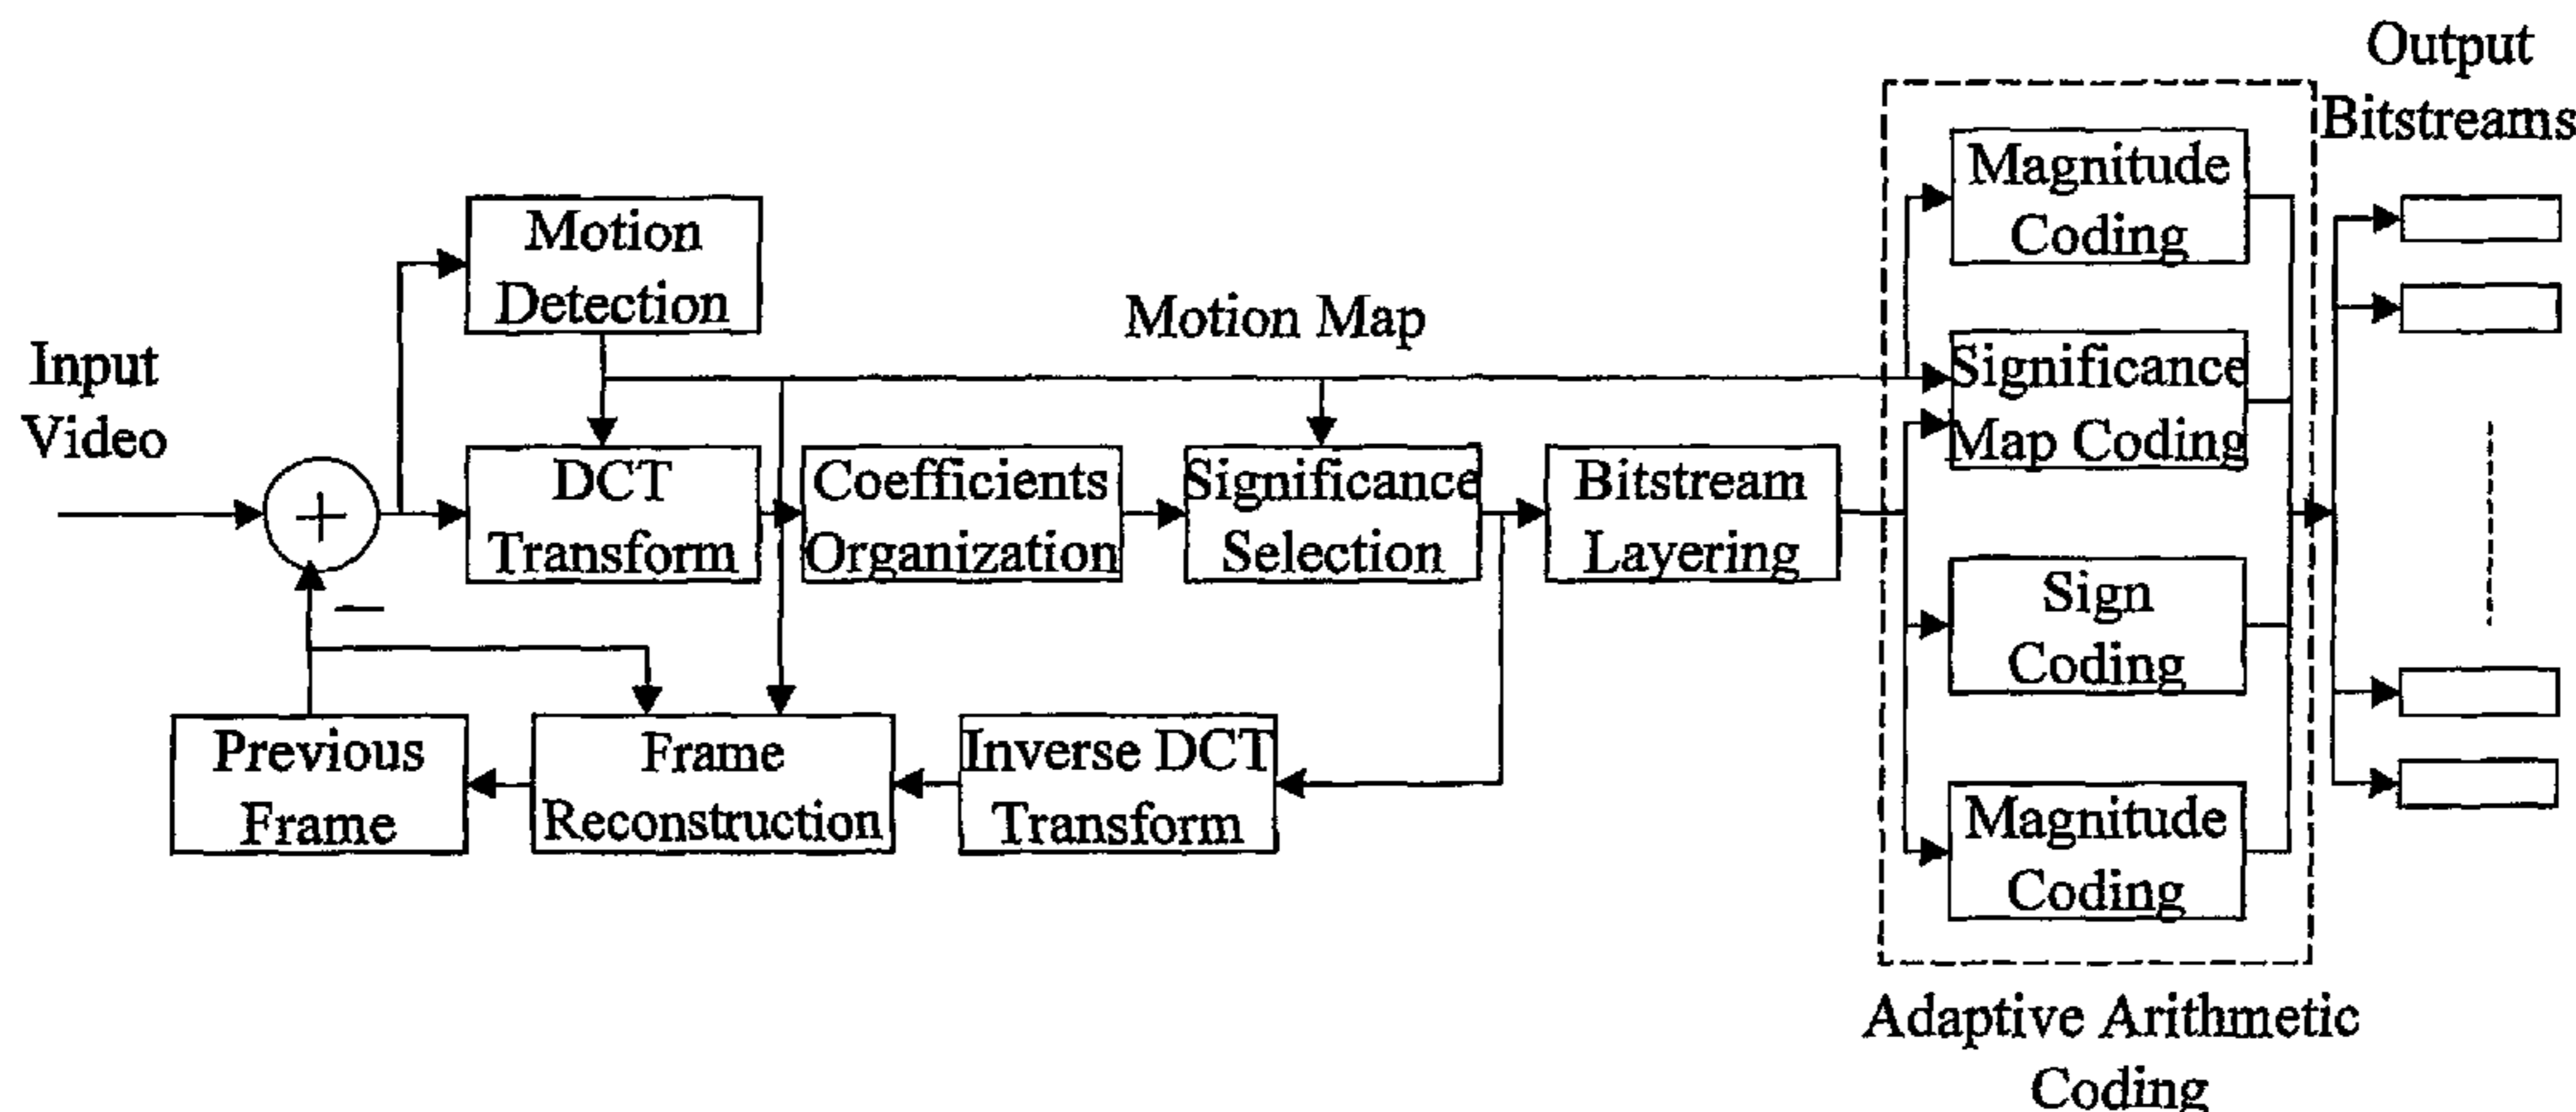 Output
Bitstreams
Magnitude
Coding
Motion
Detection
Motion Map
Input
Video
Significance
Map Coding
DCT
Transform
Coefficients
Organization
Significance
Selection
Bitstream
Layering
Sign
Coding
Previous
Frame
Frame
Reconstruction
Inverse DCT
Transform
Magnitude
Coding
Adaptive Arithmetic
Coding